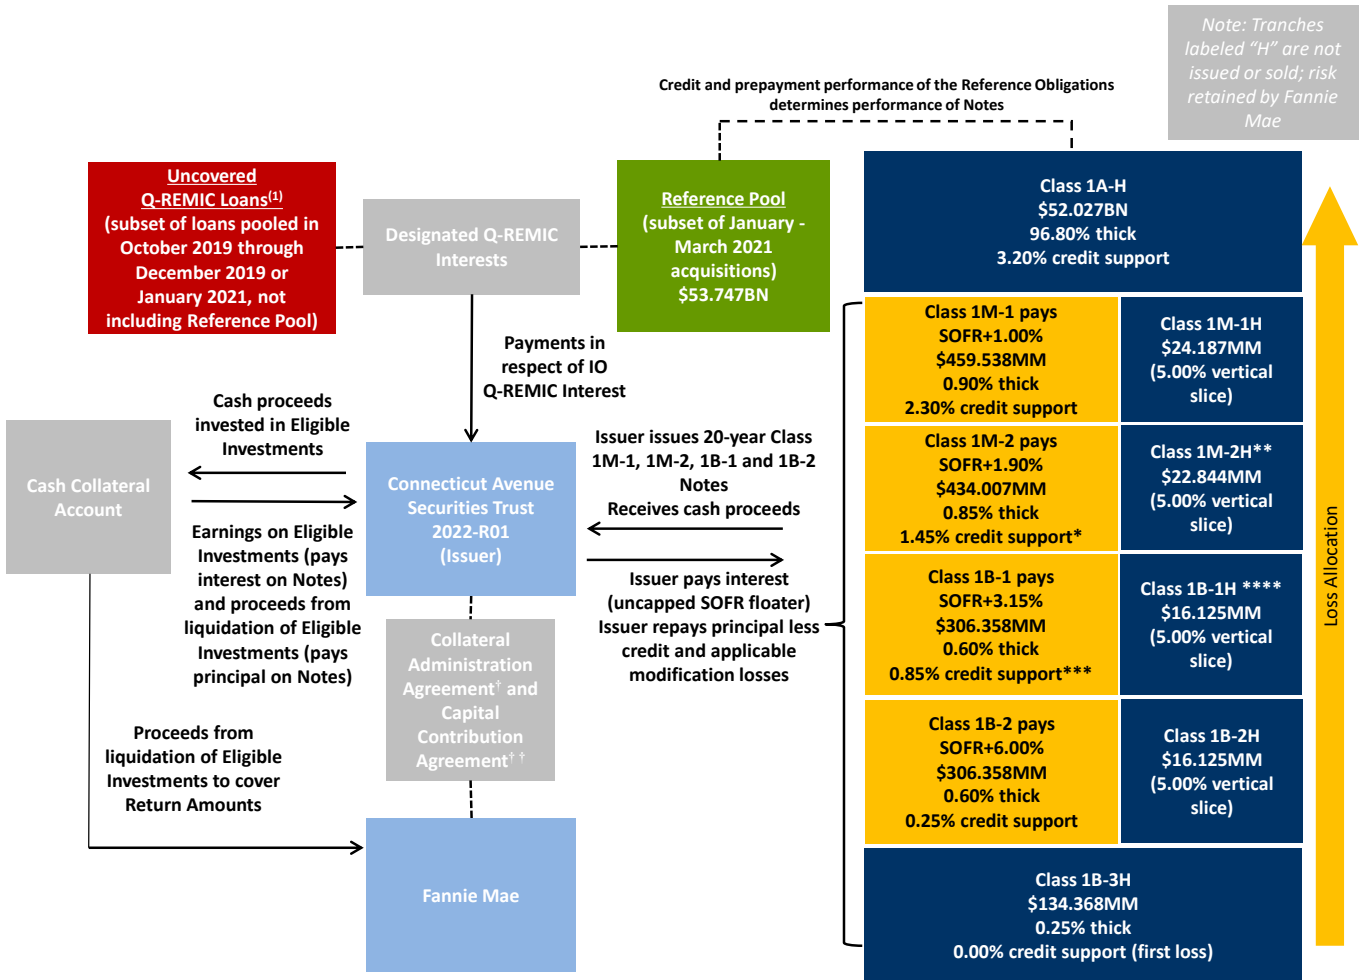 Note: Tranches
labeled “H” are not
issued or sold; risk
retained by Fannie
Mae
Credit and prepayment performance of the Reference Obligations
determines performance of Notes
Uncovered
Q-REMIC Loans(1)
(subset of loans pooled in
October 2019 through
December 2019 or
January 2021, not
including Reference Pool)
Designated Q-REMIC
Interests
Reference Pool
(subset of January -
March 2021
acquisitions)
$53.747BN
Class 1A-H
$52.027BN
96.80% thick
3.20% credit support
Payments in
respect of IO
Q-REMIC Interest
Class 1M-1 pays
SOFR+1.00%
$459.538MM
0.90% thick
2.30% credit support
Class 1M-1H
$24.187MM
(5.00% vertical
slice)
Cash proceeds
invested in Eligible
Investments
Cash Collateral
Account
Connecticut Avenue
Securities Trust
2022-R01
(Issuer)
Issuer issues 20-year Class
1M-1, 1M-2, 1B-1 and 1B-2
Notes
Receives cash proceeds
Class 1M-2 pays
SOFR+1.90%
$434.007MM
0.85% thick
1.45% credit support*
Class 1M-2H**
$22.844MM
(5.00% vertical
slice)
Earnings on Eligible
Investments (pays
interest on Notes)
and proceeds from
liquidation of Eligible
Investments (pays
principal on Notes)
Issuer pays interest
(uncapped SOFR floater)
Issuer repays principal less
credit and applicable
modification losses
Class 1B-1 pays
SOFR+3.15%
$306.358MM
0.60% thick
0.85% credit support***
Class 1B-1H ****
$16.125MM
(5.00% vertical
slice)
Loss Allocation
Collateral
Administration
Agreement† and
Capital
Contribution
Agreement† †
Proceeds from
liquidation of Eligible
Investments to cover
Return Amounts
Class 1B-2 pays
SOFR+6.00%
$306.358MM
0.60% thick
0.25% credit support
Class 1B-2H
$16.125MM
(5.00% vertical
slice)
Fannie Mae
Class 1B-3H
$134.368MM
0.25% thick
0.00% credit support (first loss)